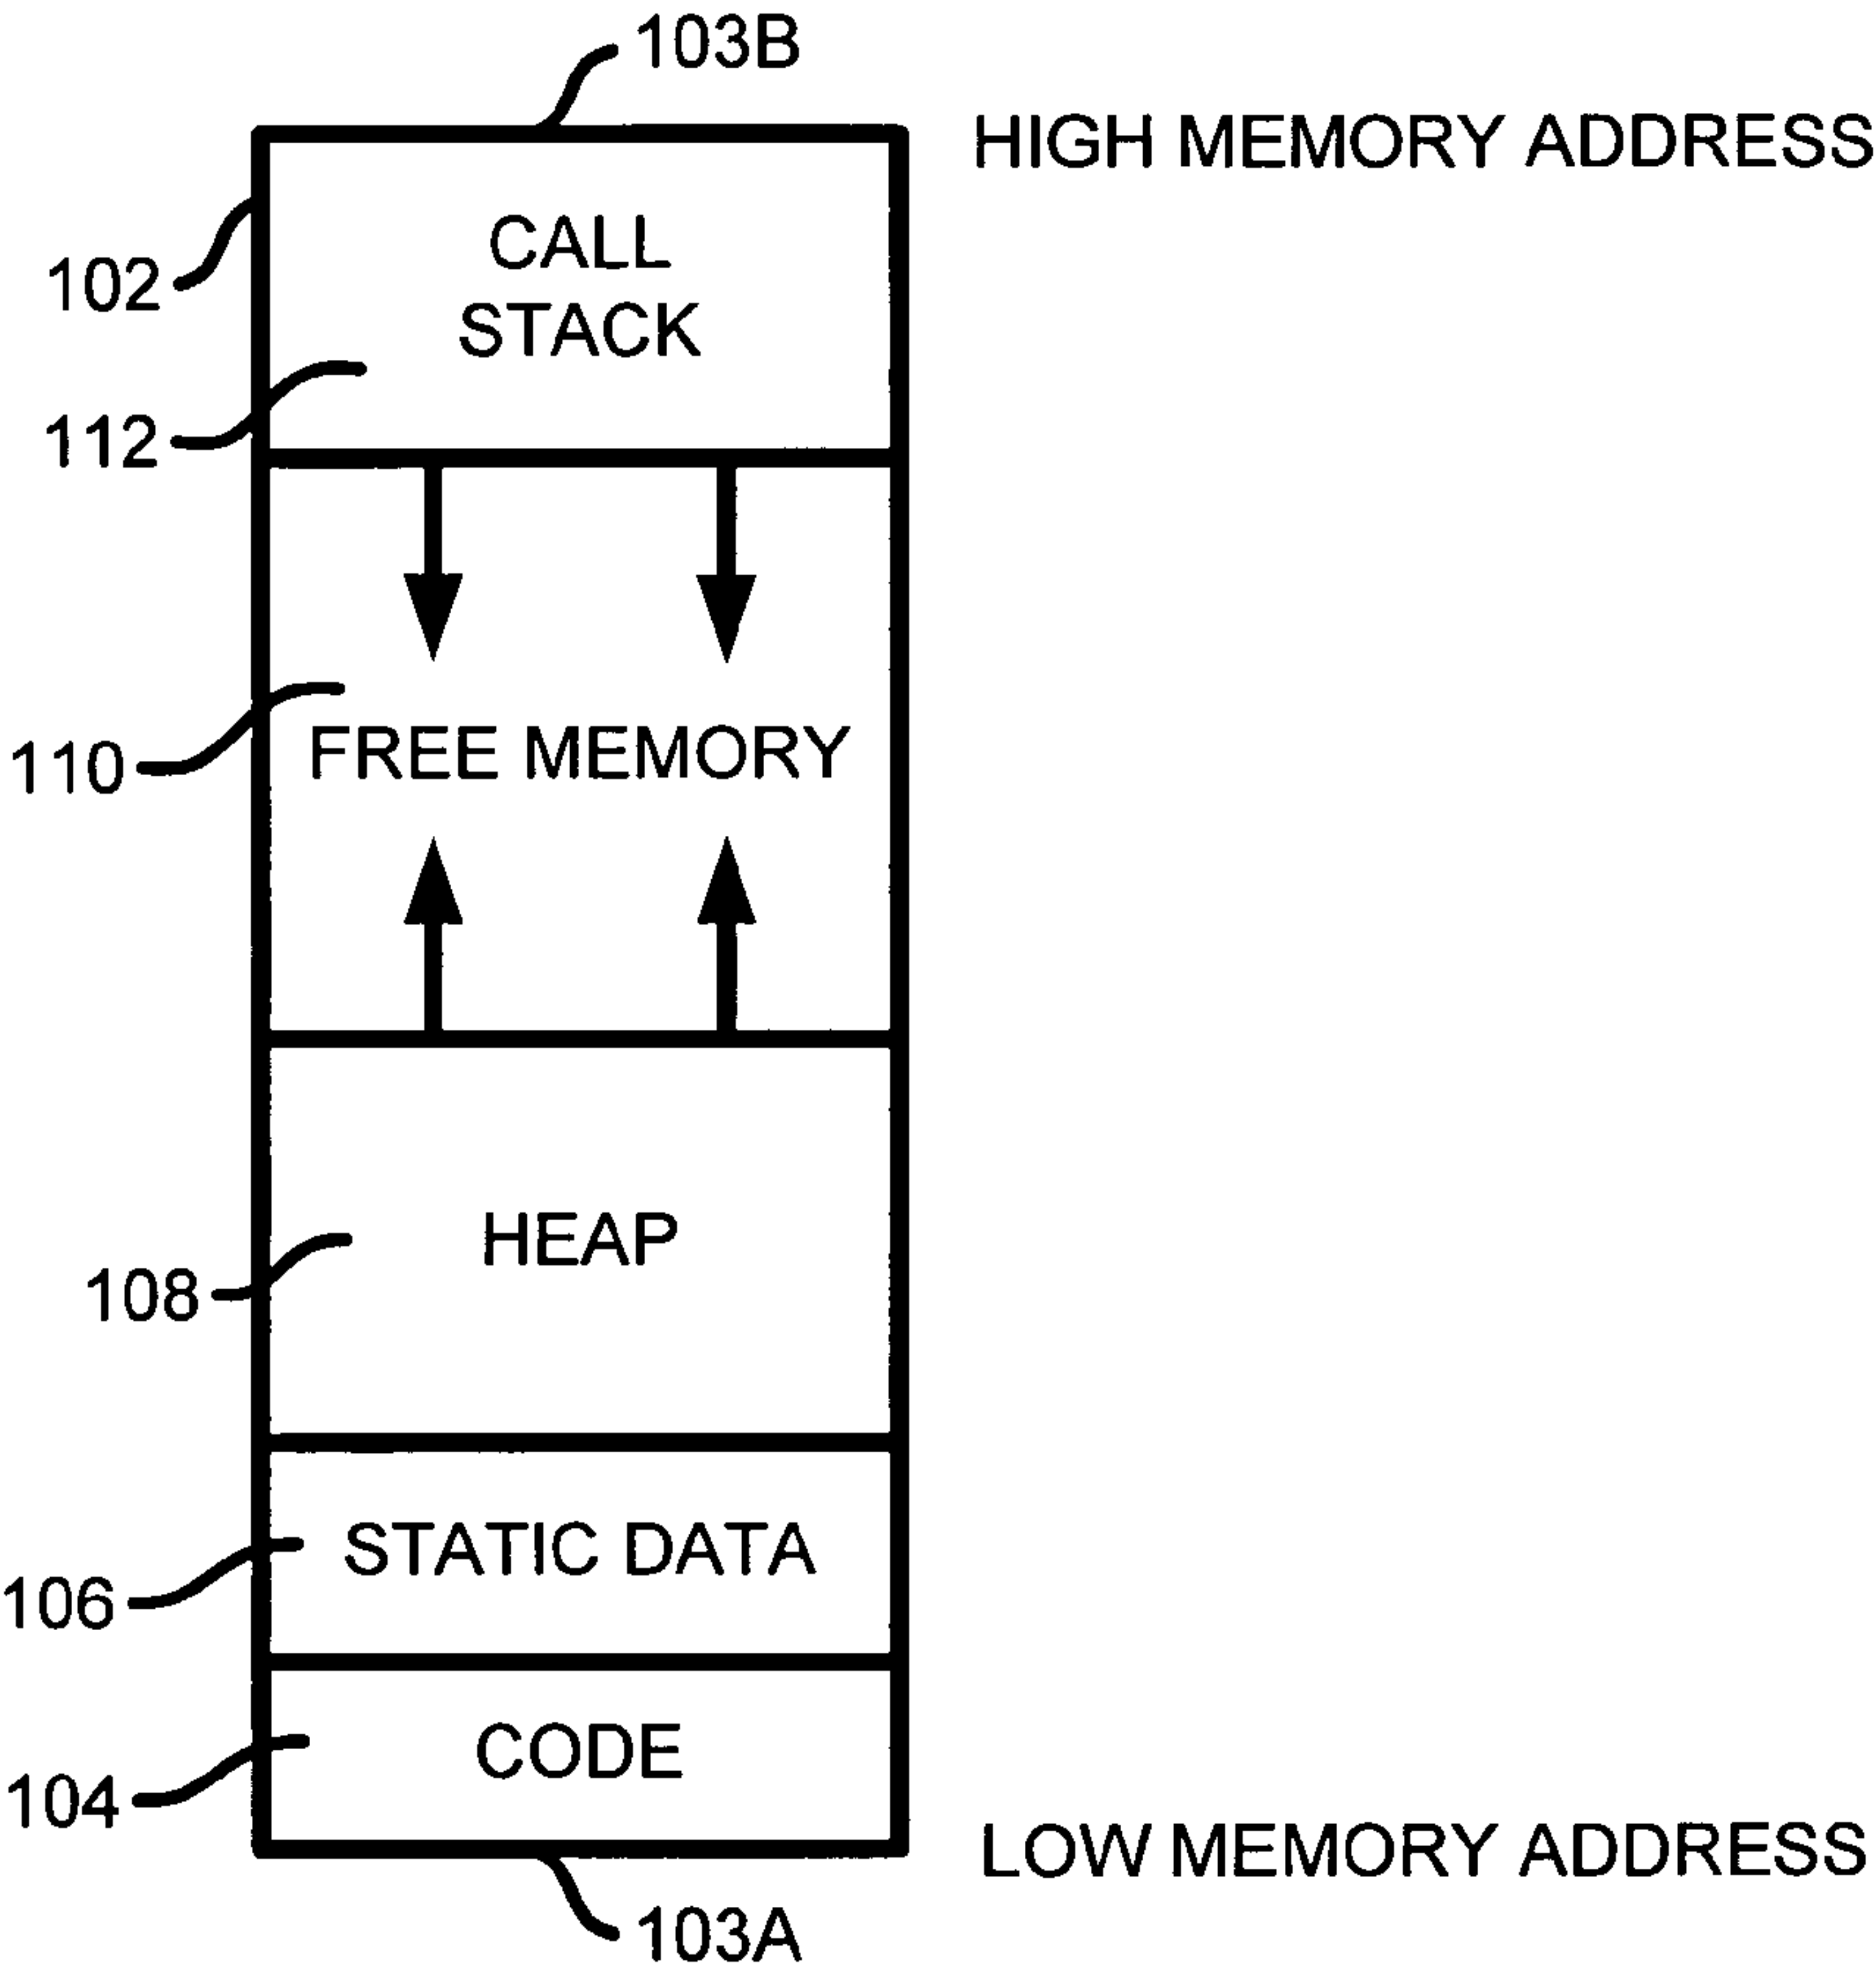 103B
HIGH MEMORY ADDRESS
102
CALL
STACK
112
110
FREE MEMORY
108
HEAP
106
STATIC DATA
104
CODE
LOW MEMORY ADDRESS
103A